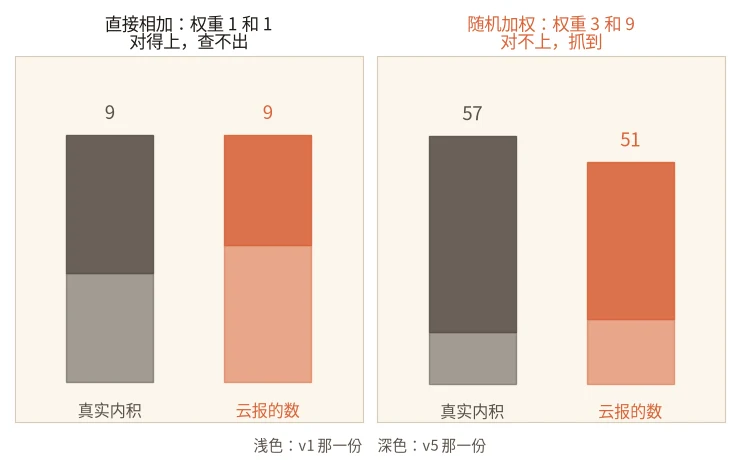 直接相加：权重 1 和 1
对得上，查不出
9
9
真实内积
云报的数
随机加权：权重 3 和 9
对不上，抓到
57
51
真实内积
云报的数
浅色：v1 那一份 深色：v5 那一份